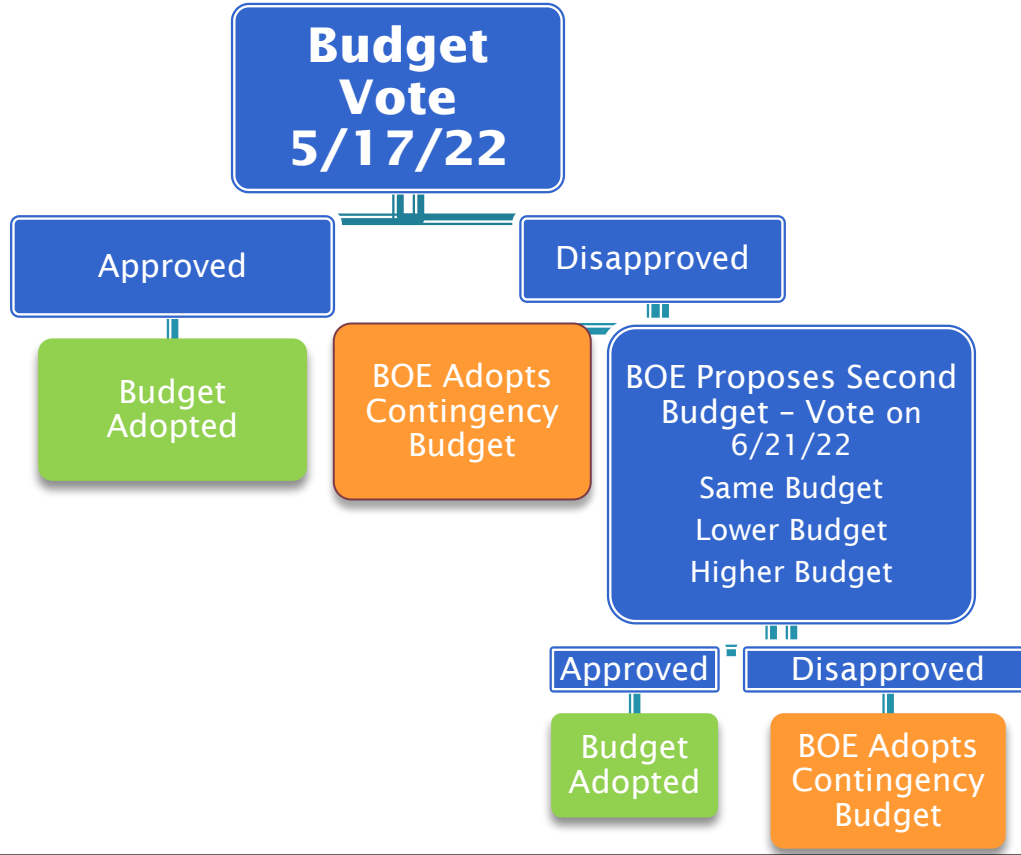 Budget
Vote
5/17/22
Approved
Disapproved
Budget
Adopted
BOE Adopts
Contingency
Budget
BOE Proposes Second
Budget – Vote on
6/21/22
Same Budget
Lower Budget
Higher Budget
Approved
Disapproved
Budget
Adopted
BOE Adopts
Contingency
Budget